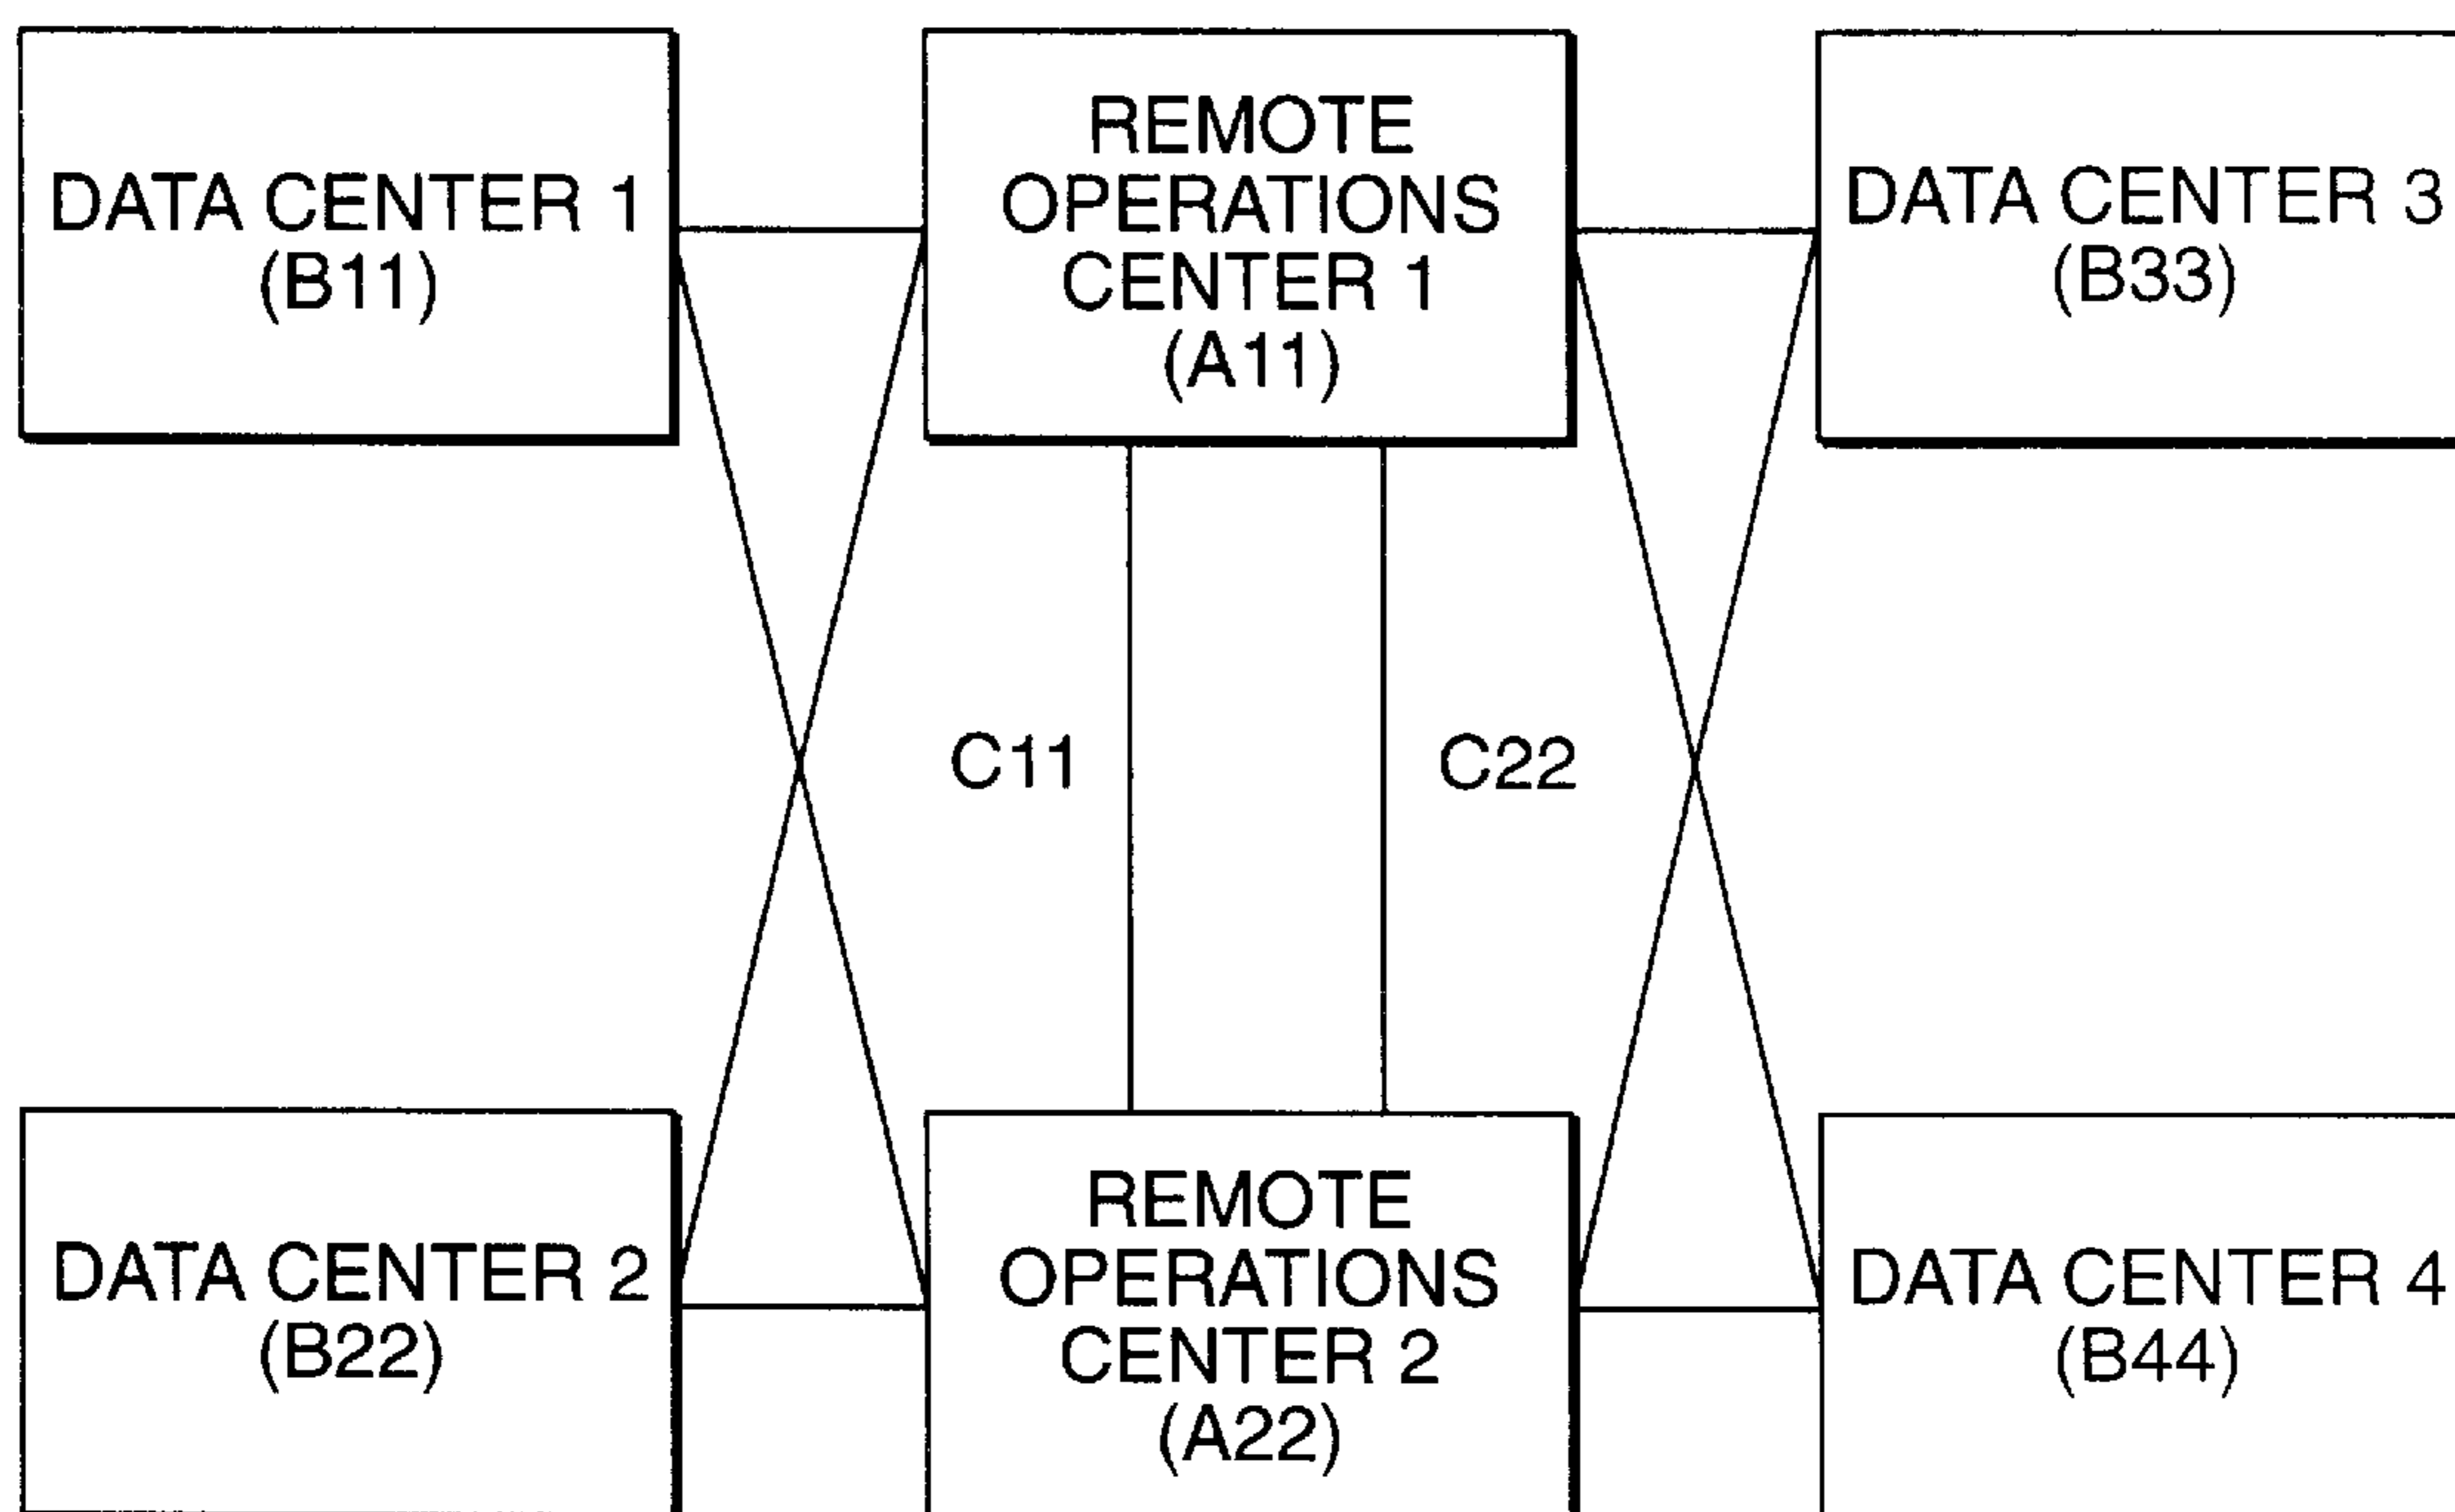 DATA CENTER 1
(B11)
REMOTE
OPERATIONS
CENTER 1
(A11)
DATA CENTER 3
(B33)
C11
C22
DATA CENTER 2
(B22)
REMOTE
OPERATIONS
CENTER 2
(A22)
DATA CENTER 4
(B44)